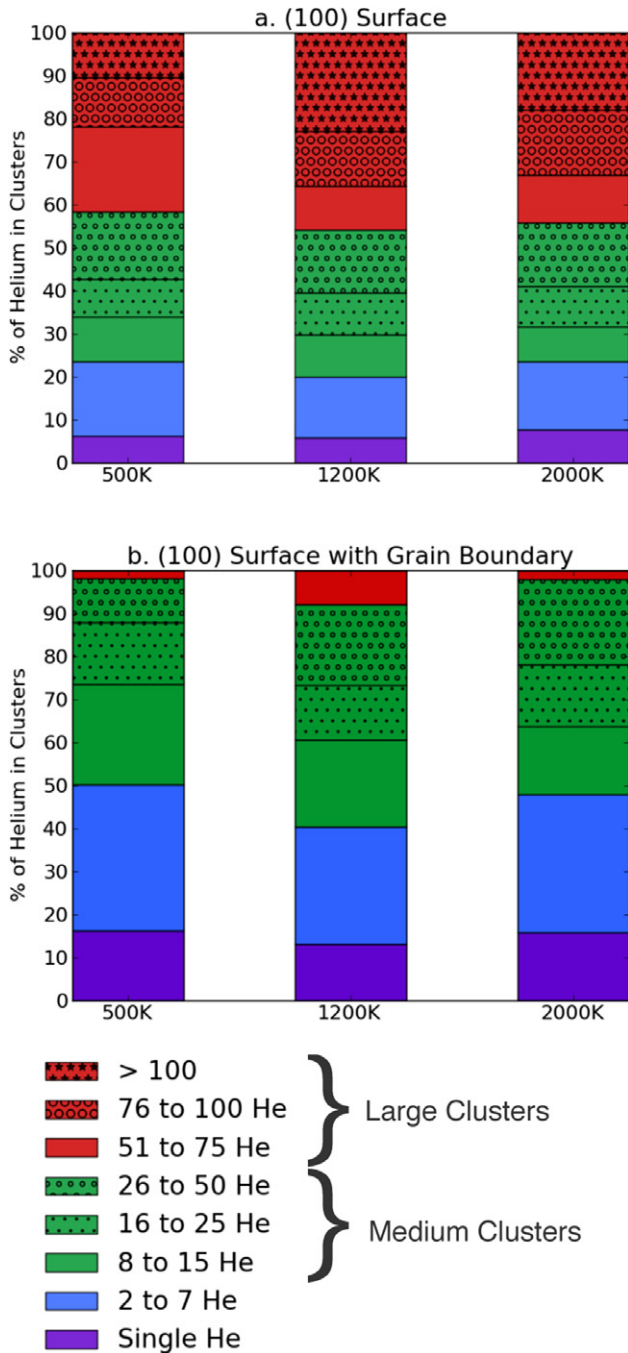 a. (100) Surface
100
90
80
70
60
50
40
30
20
10
0
% of Helium in Clusters
500K 1200K 2000K
b. (100) Surface with Grain Boundary
100
90
80
70
60
50
40
30
20
10
0
% of Helium in Clusters
500K 1200K 2000K
> 100
76 to 100 He
51 to 75 He
Large Clusters
26 to 50 He
16 to 25 He
8 to 15 He
Medium Clusters
2 to 7 He
Single He